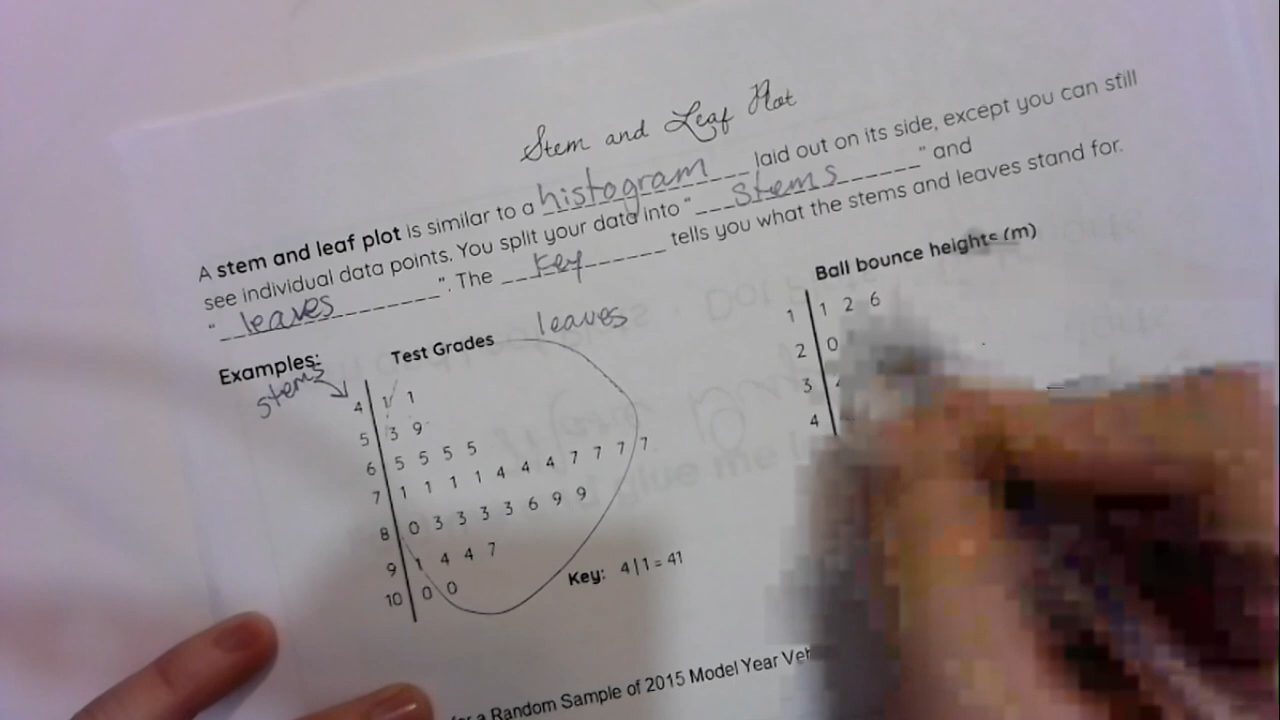 Stem and Leaf Plot
A stem and leaf plot is similar to a histogram laid out on its side, except you can still
see individual data points. You split your data into "stems" and
"leaves". The key tells you what the stems and leaves stand for.
Examples:
stems
Test Grades
leaves
4 | 1 1
5 | 3 9
6 | 5 5 5 5
7 | 1 1 1 1 4 4 4 7 7 7 7
8 | 0 3 3 3 3 6 9 9
9 | 1 4 4 7
10 | 0 0
Key: 4|1 = 41
Ball bounce heights (m)
1 | 1 2 6
2 | 0
3
4
a Random Sample of 2015 Model Year